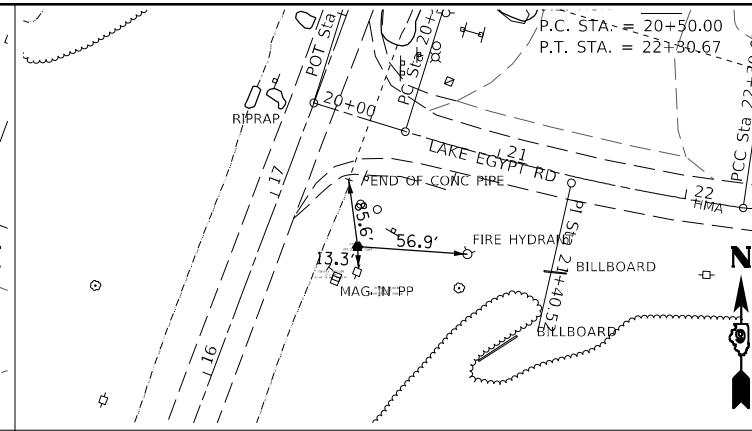 P.C. STA. = 20+50.00
P.T. STA. = 22+30.67
POT Sta
PC Sta 20+5
PCC Sta 22+3
20+00
RIPRAP
LAKE EGYPT RD
21
22
HMA
17
END OF CONC PIPE
PI Sta 21+40.52
85.6'
56.9'
FIRE HYDRANT
13.3'
BILLBOARD
MAG IN PP
N
BILLBOARD
16